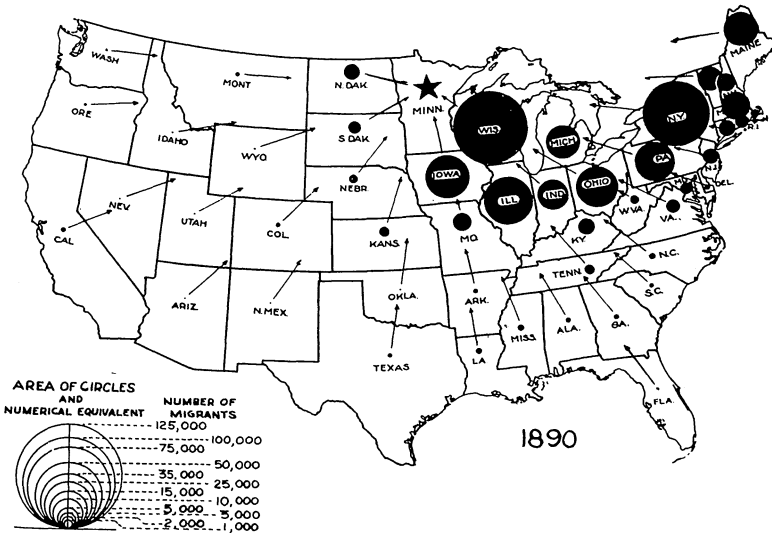 WASH
MONT
N. DAK.
MINN.
MAINE
ORE
IDAHO
WYO.
S. DAK.
WIS.
MICH
N.Y.
R.I.
NEBR.
IOWA
ILL
IND
OHIO
PA
N.J.
DEL.
NEV.
UTAH
COL.
KANS.
MO.
KY.
W.VA.
VA.
CAL
ARIZ.
N.MEX.
OKLA.
ARK.
TENN.
N.C.
S.C.
TEXAS
LA
MISS.
ALA.
GA.
FLA.
1890
AREA OF CIRCLES
AND
NUMERICAL EQUIVALENT
NUMBER OF
MIGRANTS
125,000
100,000
75,000
50,000
35,000
25,000
15,000
10,000
5,000
3,000
2,000
1,000